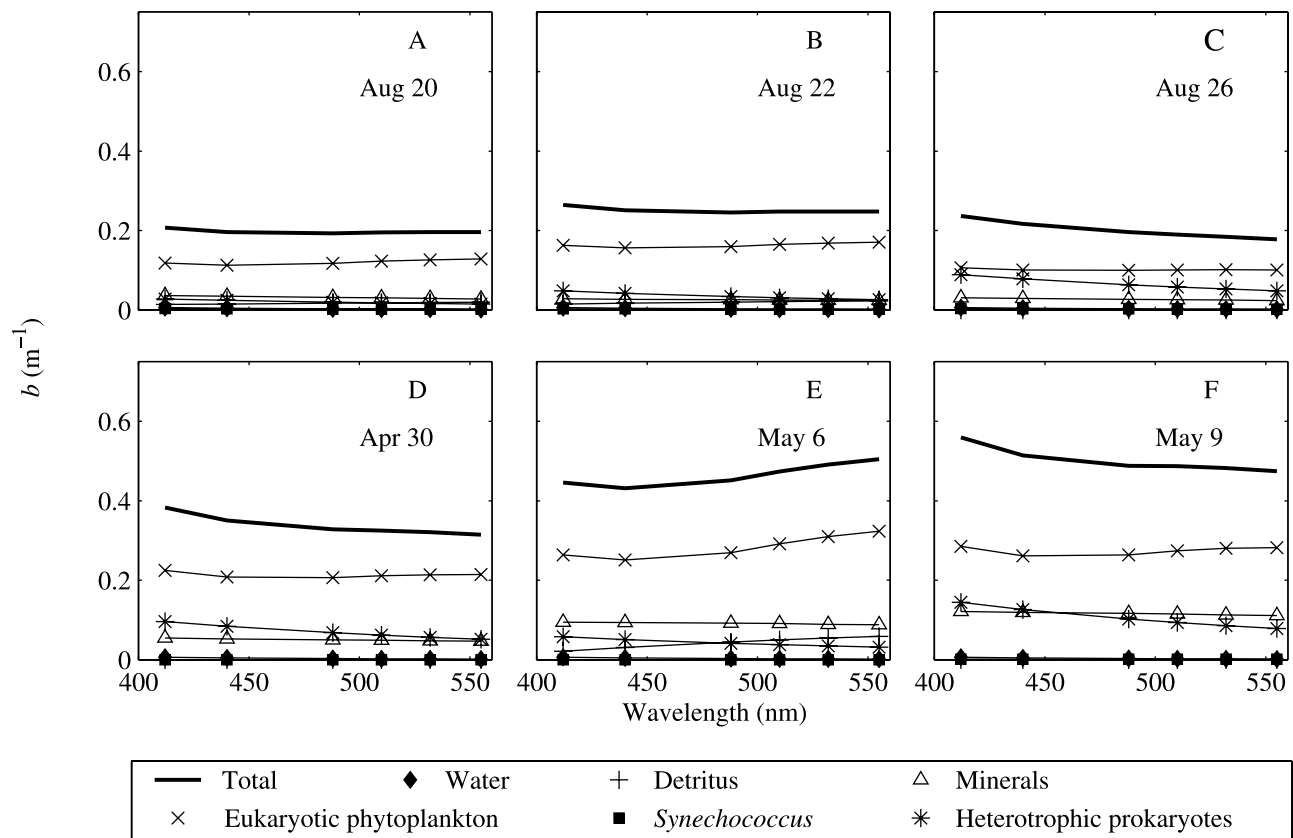 A
B
C
Aug 20
Aug 22
Aug 26
0.6
0.4
0.2
0
b (m−1)
D
E
F
Apr 30
May 6
May 9
0.6
0.4
0.2
0
400 450 500 550 400 450 500 550 400 450 500 550
Wavelength (nm)
Total Water Detritus Minerals
Eukaryotic phytoplankton Synechococcus Heterotrophic prokaryotes